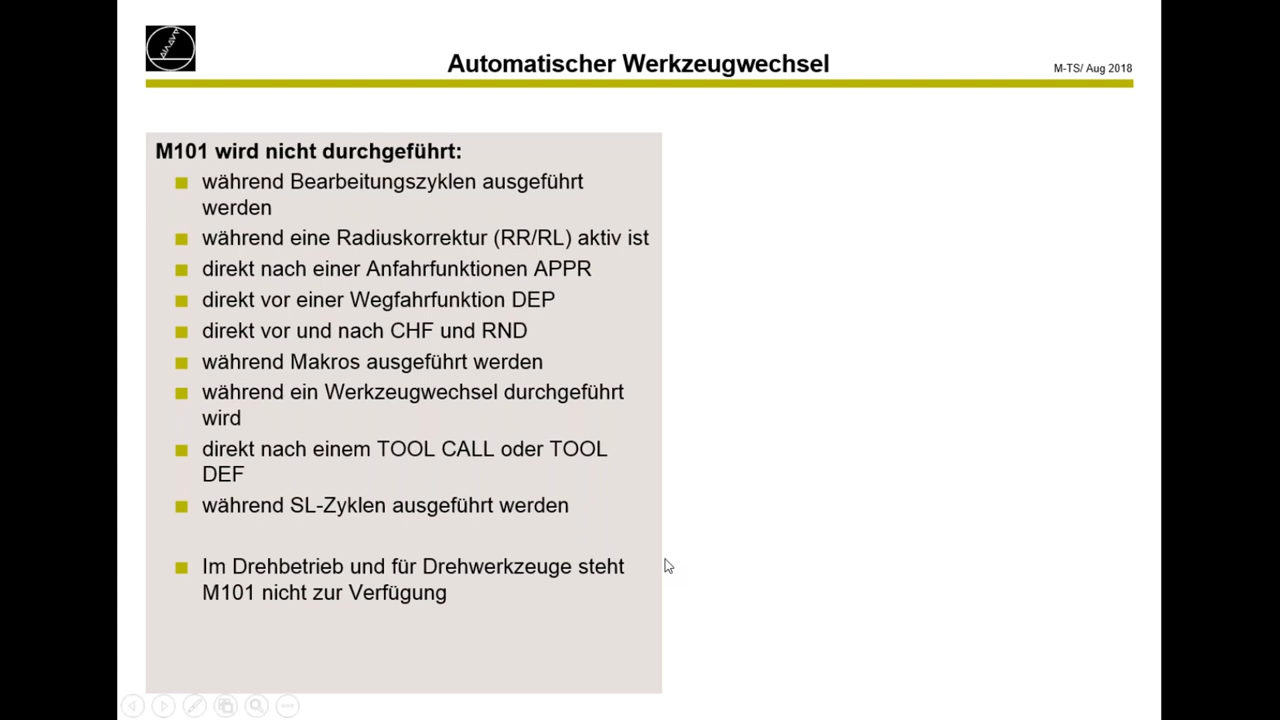 Automatischer Werkzeugwechsel
M-TS/ Aug 2018
M101 wird nicht durchgeführt:
während Bearbeitungszyklen ausgeführt
werden
während eine Radiuskorrektur (RR/RL) aktiv ist
direkt nach einer Anfahrfunktionen APPR
direkt vor einer Wegfahrfunktion DEP
direkt vor und nach CHF und RND
während Makros ausgeführt werden
während ein Werkzeugwechsel durchgeführt
wird
direkt nach einem TOOL CALL oder TOOL
DEF
während SL-Zyklen ausgeführt werden
Im Drehbetrieb und für Drehwerkzeuge steht
M101 nicht zur Verfügung